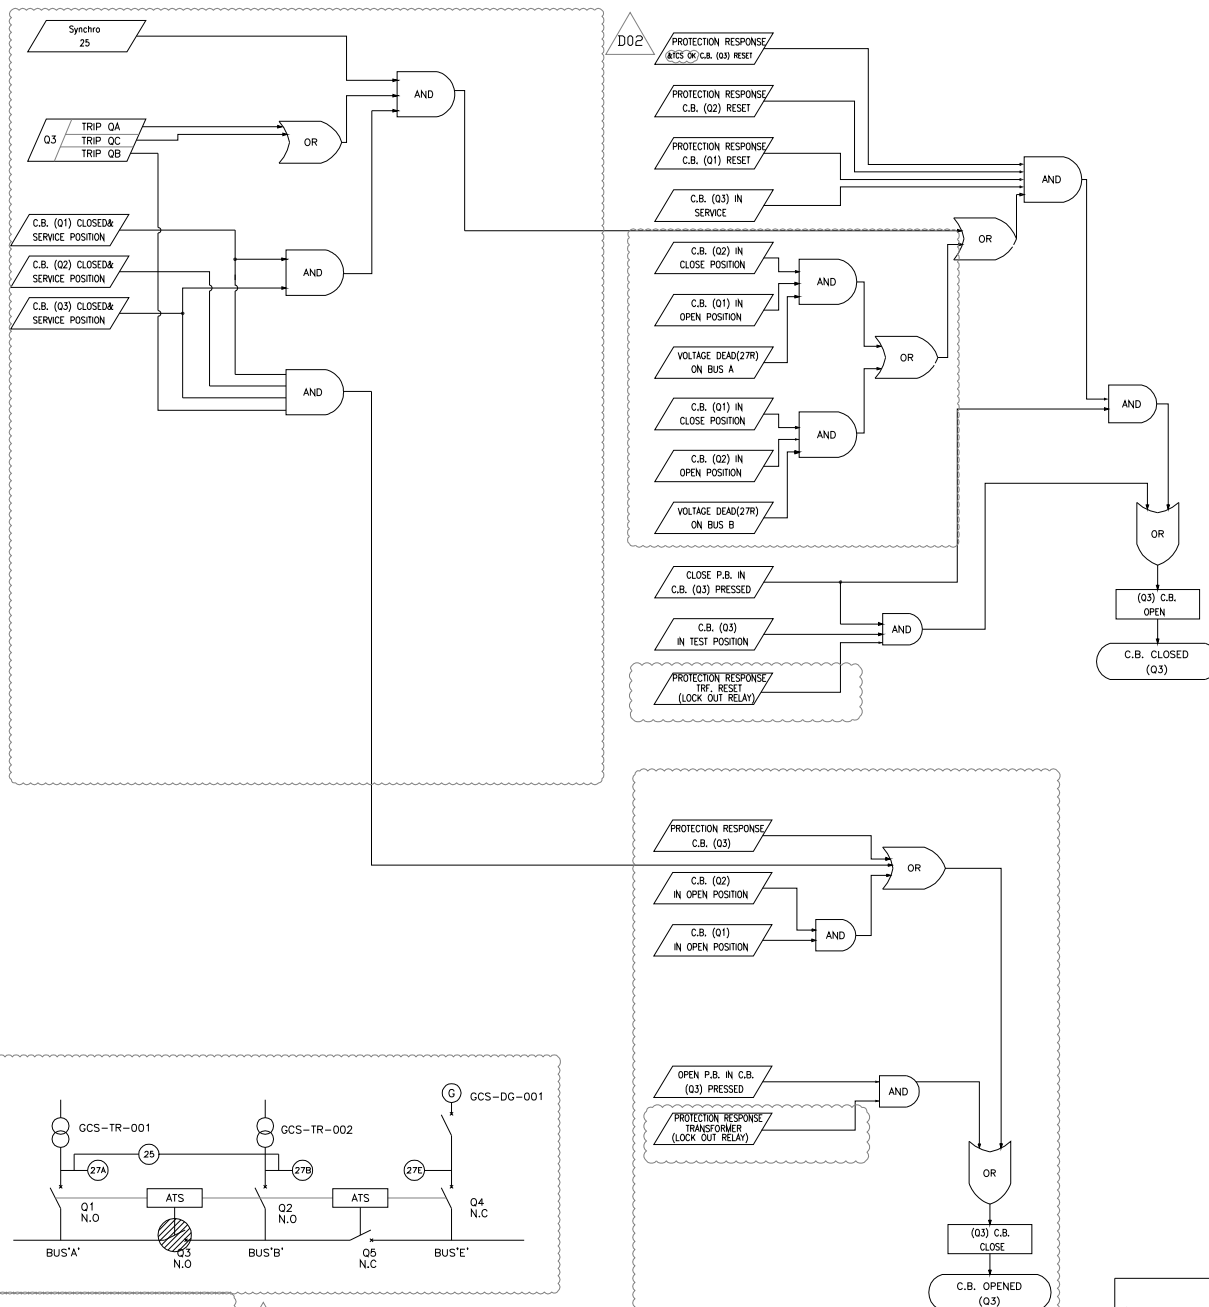 Synchro
25
Q3
TRIP QA
TRIP QC
TRIP QB
OR
AND
C.B. (Q1) CLOSED&
SERVICE POSITION
C.B. (Q2) CLOSED&
SERVICE POSITION
C.B. (Q3) CLOSED&
SERVICE POSITION
AND
AND
D02
PROTECTION RESPONSE
&TCS OK C.B. (Q3) RESET
PROTECTION RESPONSE
C.B. (Q2) RESET
PROTECTION RESPONSE
C.B. (Q1) RESET
C.B. (Q3) IN
SERVICE
AND
OR
C.B. (Q2) IN
CLOSE POSITION
C.B. (Q1) IN
OPEN POSITION
VOLTAGE DEAD(27R)
ON BUS A
AND
OR
C.B. (Q1) IN
CLOSE POSITION
C.B. (Q2) IN
OPEN POSITION
VOLTAGE DEAD(27R)
ON BUS B
AND
AND
OR
CLOSE P.B. IN
C.B. (Q3) PRESSED
C.B. (Q3)
IN TEST POSITION
PROTECTION RESPONSE
TRF. RESET
(LOCK OUT RELAY)
AND
(Q3) C.B.
OPEN
C.B. CLOSED
(Q3)
PROTECTION RESPONSE
C.B. (Q3)
C.B. (Q2)
IN OPEN POSITION
C.B. (Q1)
IN OPEN POSITION
AND
OR
OPEN P.B. IN C.B.
(Q3) PRESSED
PROTECTION RESPONSE
TRANSFORMER
(LOCK OUT RELAY)
AND
OR
(Q3) C.B.
CLOSE
C.B. OPENED
(Q3)
GCS-TR-001
GCS-TR-002
G
GCS-DG-001
25
27A
27B
27E
ATS
ATS
Q1
N.O
Q2
N.O
Q4
N.C
Q3
N.O
Q5
N.C
BUS'A'
BUS'B'
BUS'E'